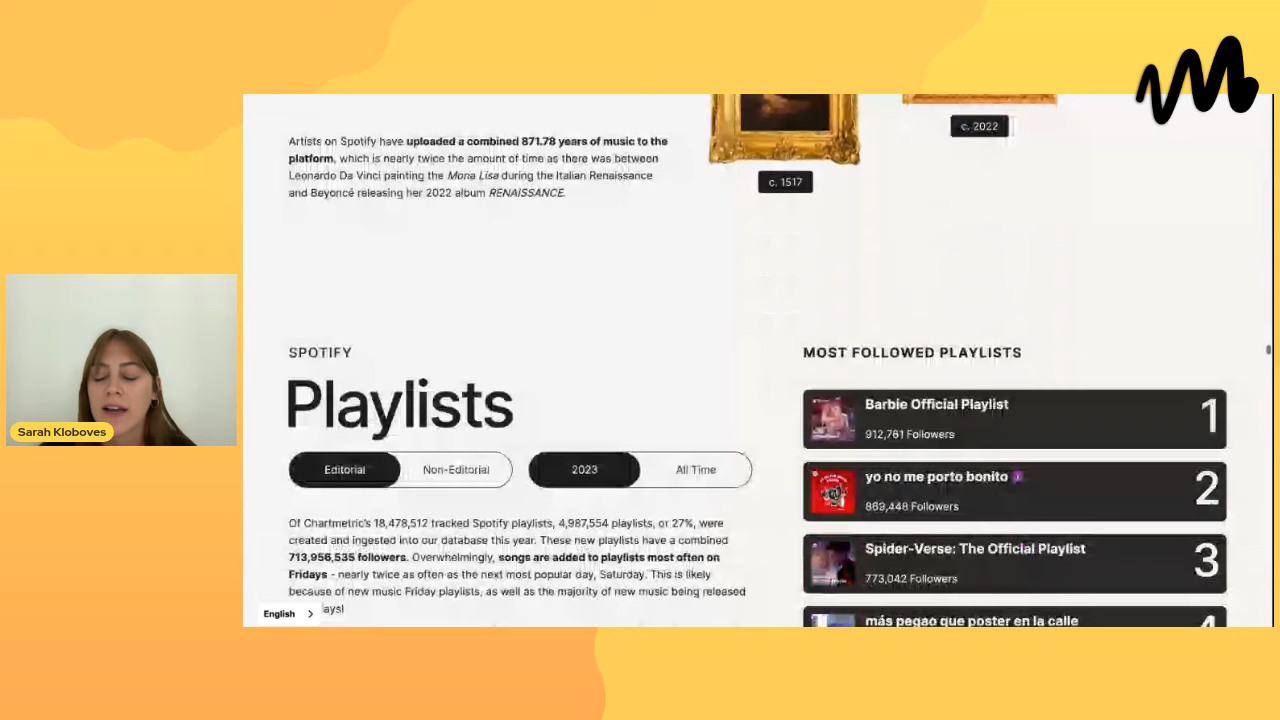 c. 2022
Artists on Spotify have uploaded a combined 871.78 years of music to the
platform, which is nearly twice the amount of time as there was between
Leonardo Da Vinci painting the Mona Lisa during the Italian Renaissance
and Beyoncé releasing her 2022 album RENAISSANCE.
c. 1517
SPOTIFY
Playlists
Editorial
Non-Editorial
2023
All Time
Of Chartmetric's 18,478,512 tracked Spotify playlists, 4,987,554 playlists, or 27%, were
created and ingested into our database this year. These new playlists have a combined
713,956,535 followers. Overwhelmingly, songs are added to playlists most often on
Fridays - nearly twice as often as the next most popular day, Saturday. This is likely
because of new music Friday playlists, as well as the majority of new music being released
ays!
English
MOST FOLLOWED PLAYLISTS
Barbie Official Playlist
912,761 Followers
1
yo no me porto bonito
869,448 Followers
2
Spider-Verse: The Official Playlist
773,042 Followers
3
más pegao que poster en la calle
4
Sarah Kloboves